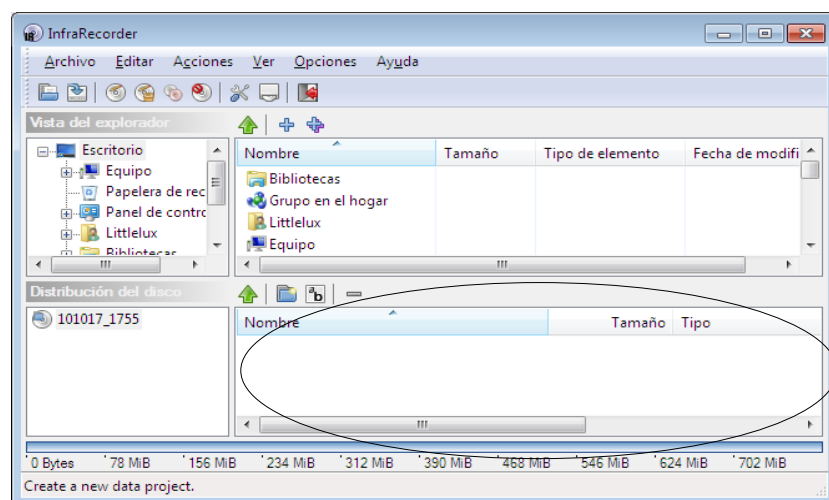 InfraRecorder
Archivo Editar Acciones Ver Opciones Ayuda
Vista del explorador
Escritorio
Equipo
Papelera de rec
Panel de contrc
Littlelux
Bibliotecas
Nombre Tamaño Tipo de elemento Fecha de modifi
Bibliotecas
Grupo en el hogar
Littlelux
Equipo
Distribución del disco
101017_1755
Nombre Tamaño Tipo
0 Bytes 78 MiB 156 MiB 234 MiB 312 MiB 390 MiB 468 MiB 546 MiB 624 MiB 702 MiB
Create a new data project.